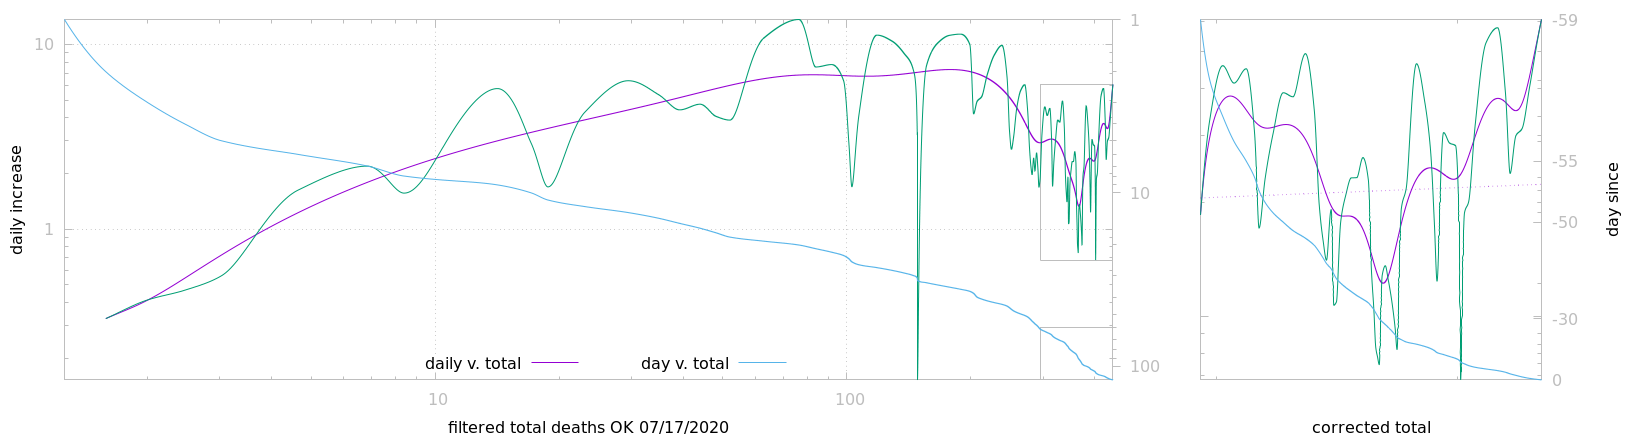 10
1
daily increase
daily v. total
day v. total
10
100
filtered total deaths OK 07/17/2020
1
10
100
-59
-55
-50
-30
0
day since
corrected total